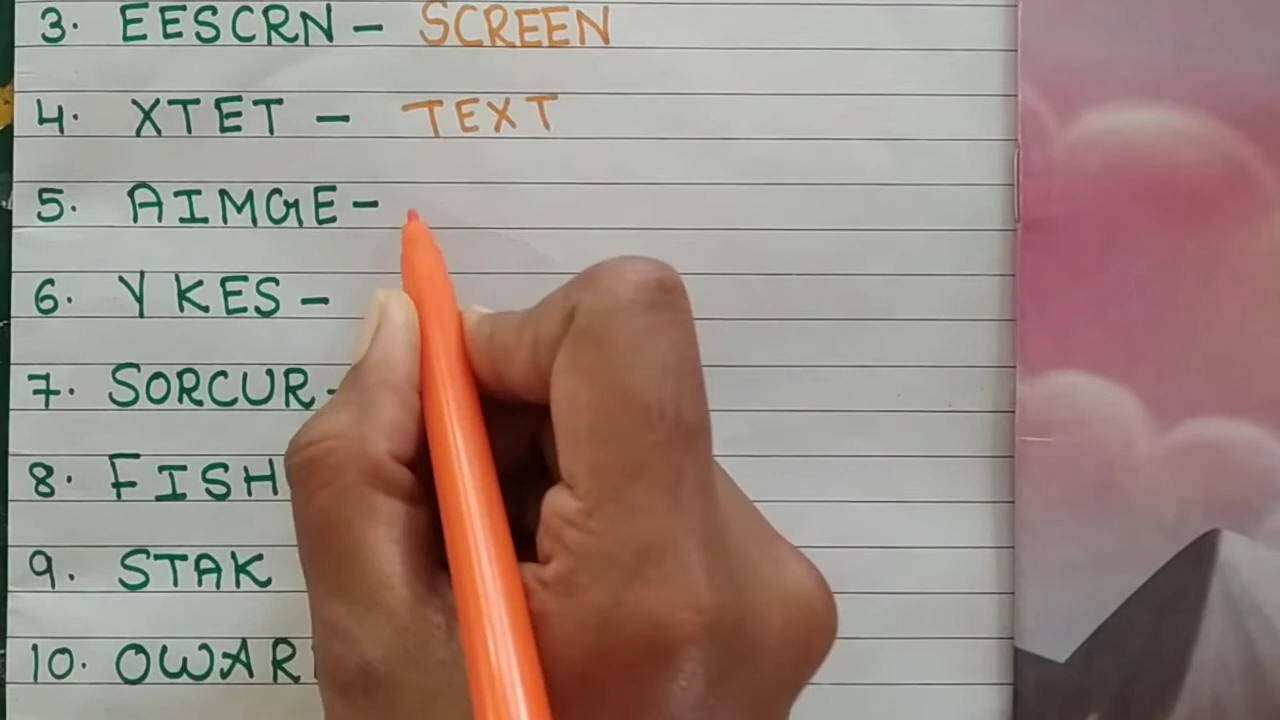 3. EESCRN - SCREEN
4. XTET - TEXT
5. AIMGE -
6. YKES -
7. SORCUR -
8. FISH
9. STAK
10. OWAR